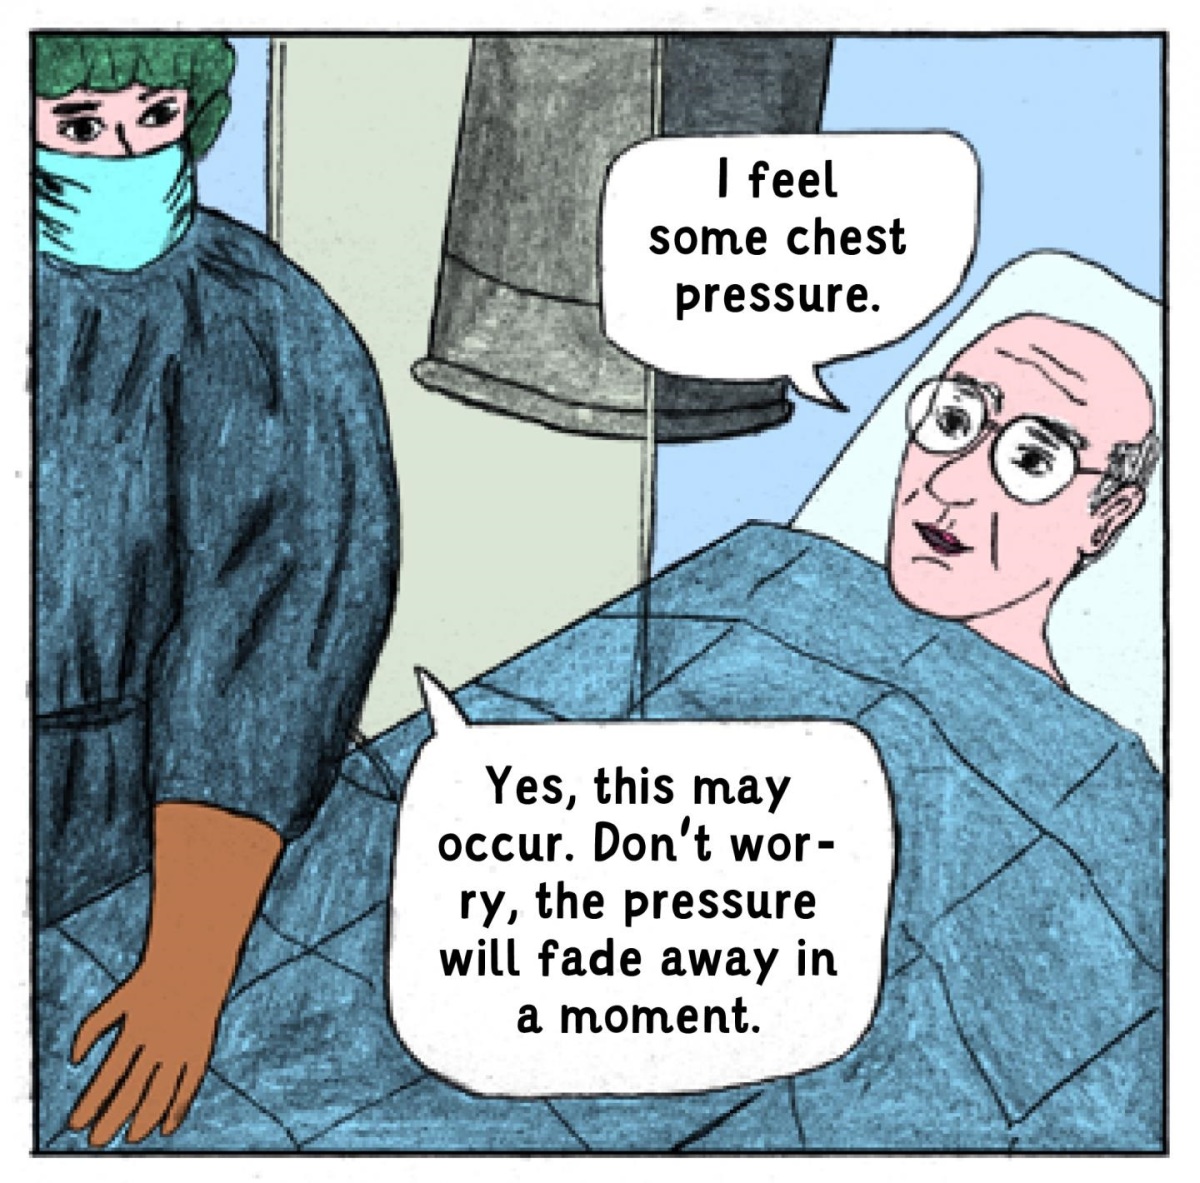 I feel
some chest
pressure.
Yes, this may
occur. Don't wor-
ry, the pressure
will fade away in
a moment.